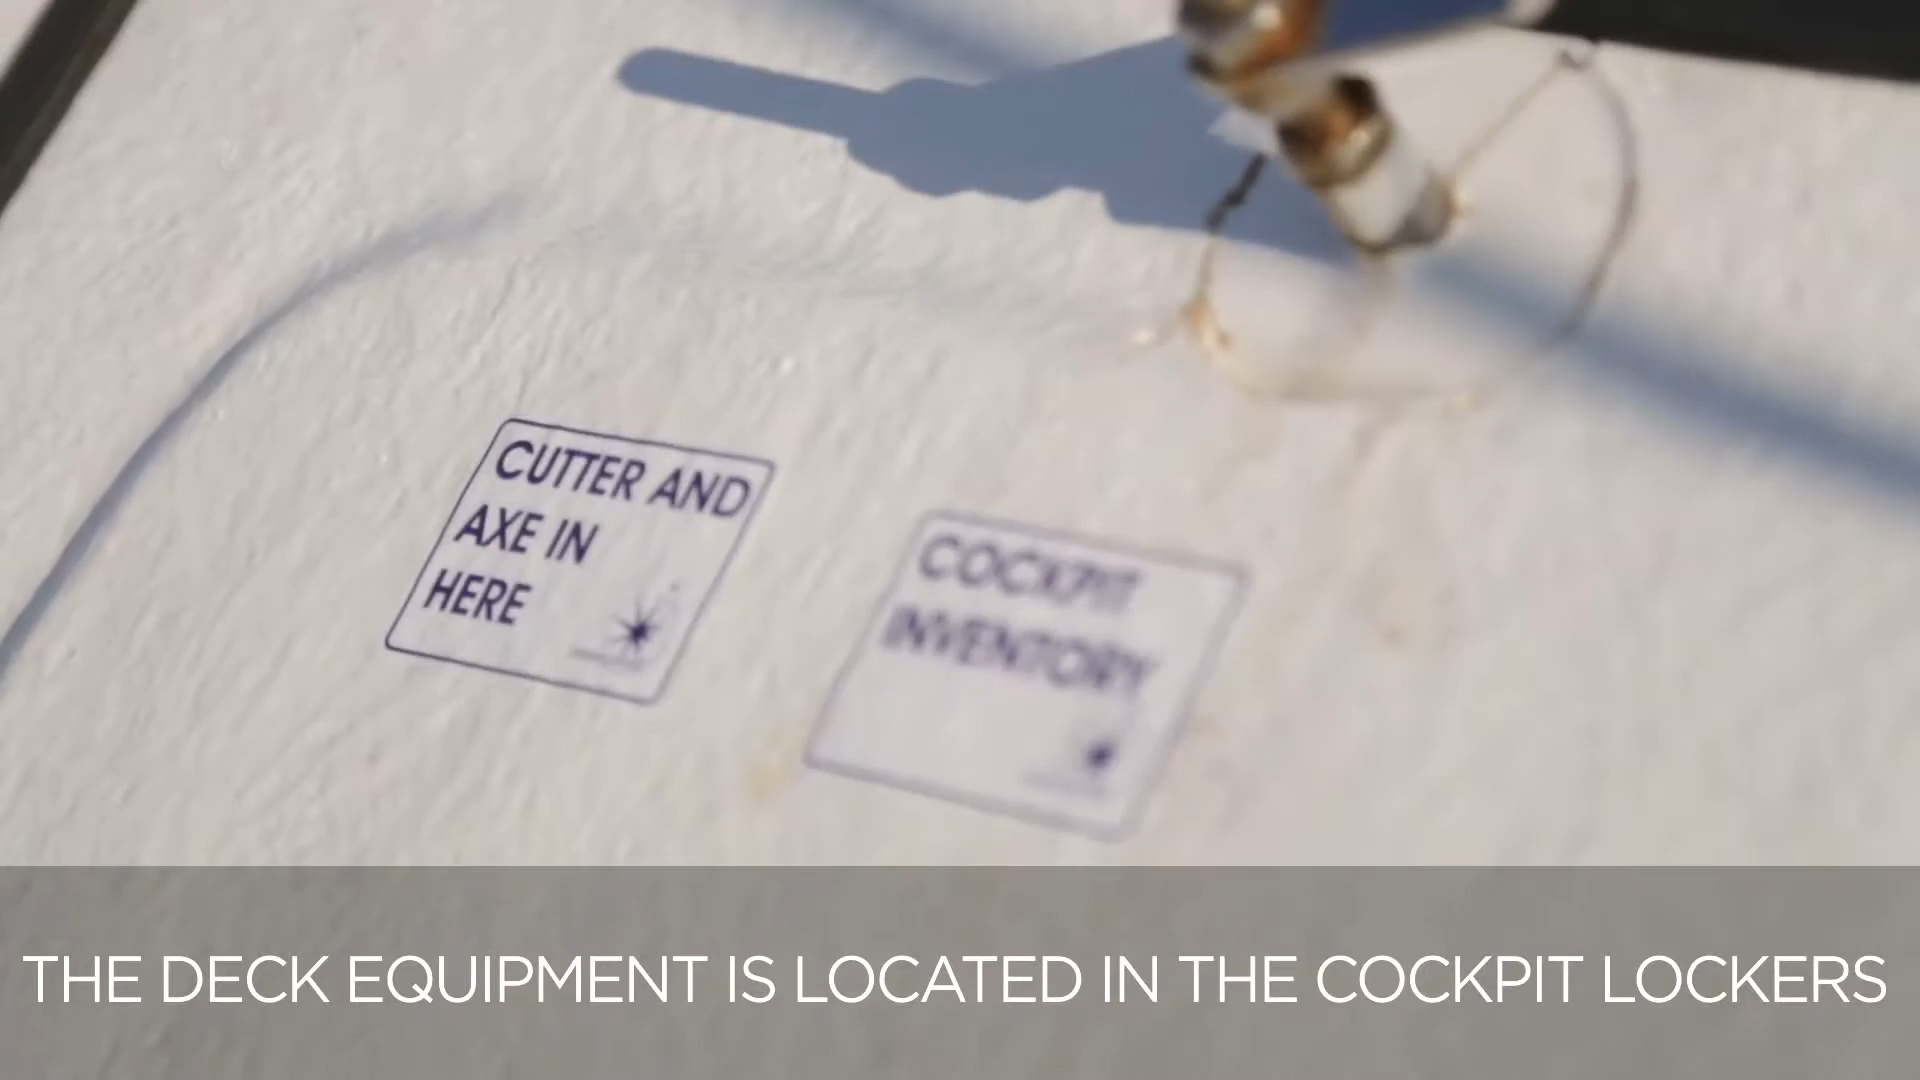 CUTTER AND
AXE IN
HERE
COCKPIT
INVENTORY
THE DECK EQUIPMENT IS LOCATED IN THE COCKPIT LOCKERS